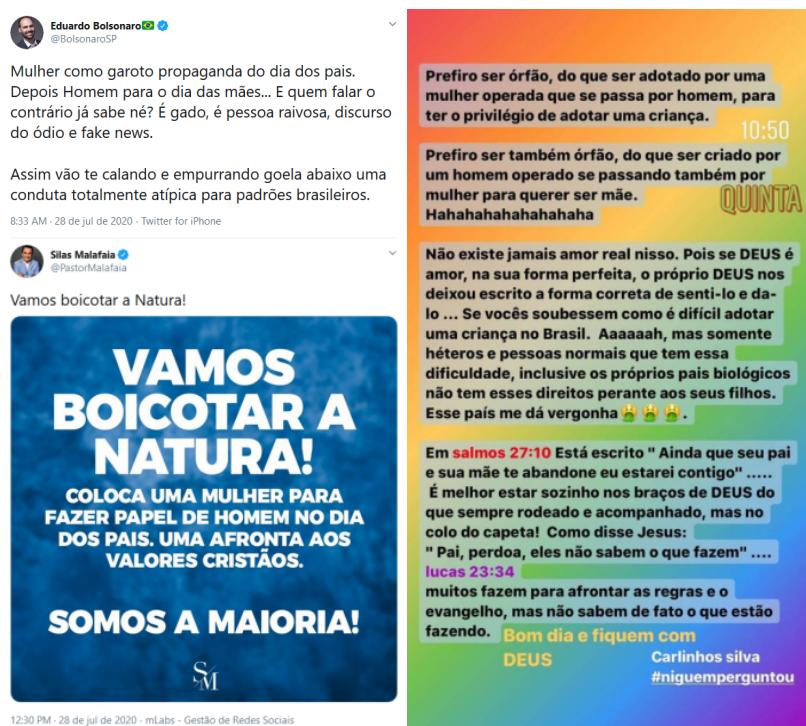 Eduardo Bolsonaro
@BolsonaroSP
Mulher como garoto propaganda do dia dos pais.
Depois Homem para o dia das mães... E quem falar o
contrário já sabe né? É gado, é pessoa raivosa, discurso
do ódio e fake news.
Assim vão te calando e empurrando goela abaixo uma
conduta totalmente atípica para padrões brasileiros.
8:33 AM · 28 de jul de 2020 · Twitter for iPhone
Silas Malafaia
@PastorMalafaia
Vamos boicotar a Natura!
VAMOS
BOICOTAR A
NATURA!
COLOCA UMA MULHER PARA
FAZER PAPEL DE HOMEM NO DIA
DOS PAIS. UMA AFRONTA AOS
VALORES CRISTÃOS.
SOMOS A MAIORIA!
S/M
12:30 PM · 28 de jul de 2020 · mLabs - Gestão de Redes Sociais
Prefiro ser órfão, do que ser adotado por uma
mulher operada que se passa por homem, para
ter o privilégio de adotar uma criança.
10:50
Prefiro ser também órfão, do que ser criado por
um homem operado se passando também por
mulher para querer ser mãe.
QUINTA
Hahahahahahahahaha
Não existe jamais amor real nisso. Pois se DEUS é
amor, na sua forma perfeita, o próprio DEUS nos
deixou escrito a forma correta de senti-lo e da-
lo ... Se vocês soubessem como é difícil adotar
uma criança no Brasil. Aaaaaah, mas somente
héteros e pessoas normais que tem essa
dificuldade, inclusive os próprios pais biológicos
não tem esses direitos perante aos seus filhos.
Esse país me dá vergonha🤮 🤮 🤮.
Em salmos 27:10 Está escrito " Ainda que seu pai
e sua mãe te abandone eu estarei contigo" .....
É melhor estar sozinho nos braços de DEUS do
que sempre rodeado e acompanhado, mas no
colo do capeta! Como disse Jesus:
" Pai, perdoa, eles não sabem o que fazem" ....
lucas 23:34
muitos fazem para afrontar as regras e o
evangelho, mas não sabem de fato o que estão
fazendo.
Bom dia e fiquem com
DEUS
Carlinhos silva
#niguemperguntou